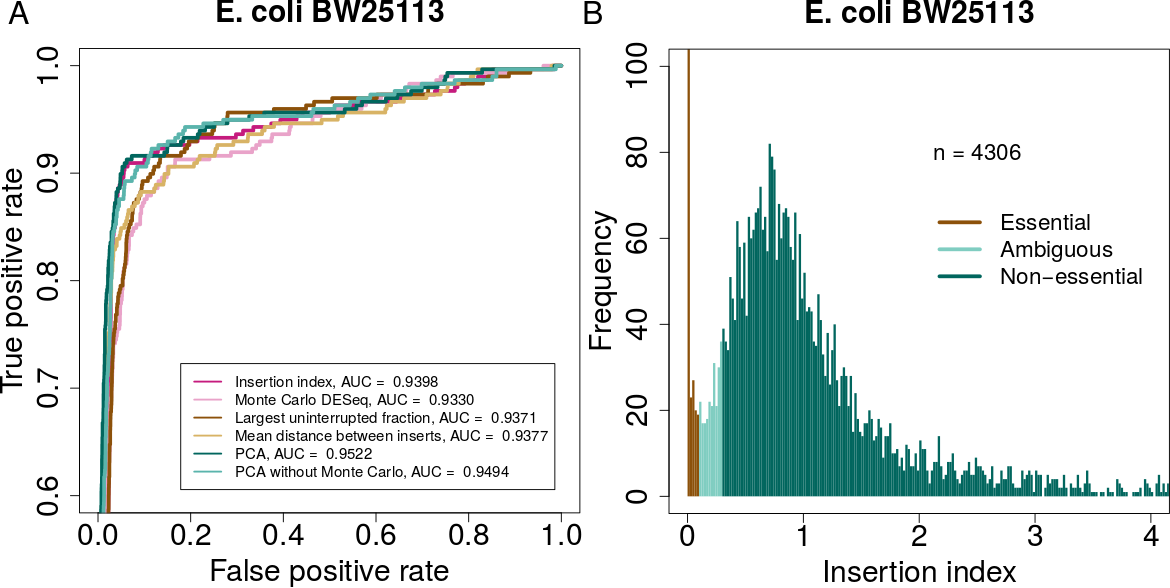 A
E. coli BW25113
True positive rate
1.0
0.9
0.8
0.7
0.6
Insertion index, AUC = 0.9398
Monte Carlo DESeq, AUC = 0.9330
Largest uninterrupted fraction, AUC = 0.9371
Mean distance between inserts, AUC = 0.9377
PCA, AUC = 0.9522
PCA without Monte Carlo, AUC = 0.9494
0.0 0.2 0.4 0.6 0.8 1.0
False positive rate
B
E. coli BW25113
Frequency
100
80
60
40
20
0
n = 4306
Essential
Ambiguous
Non−essential
0 1 2 3 4
Insertion index